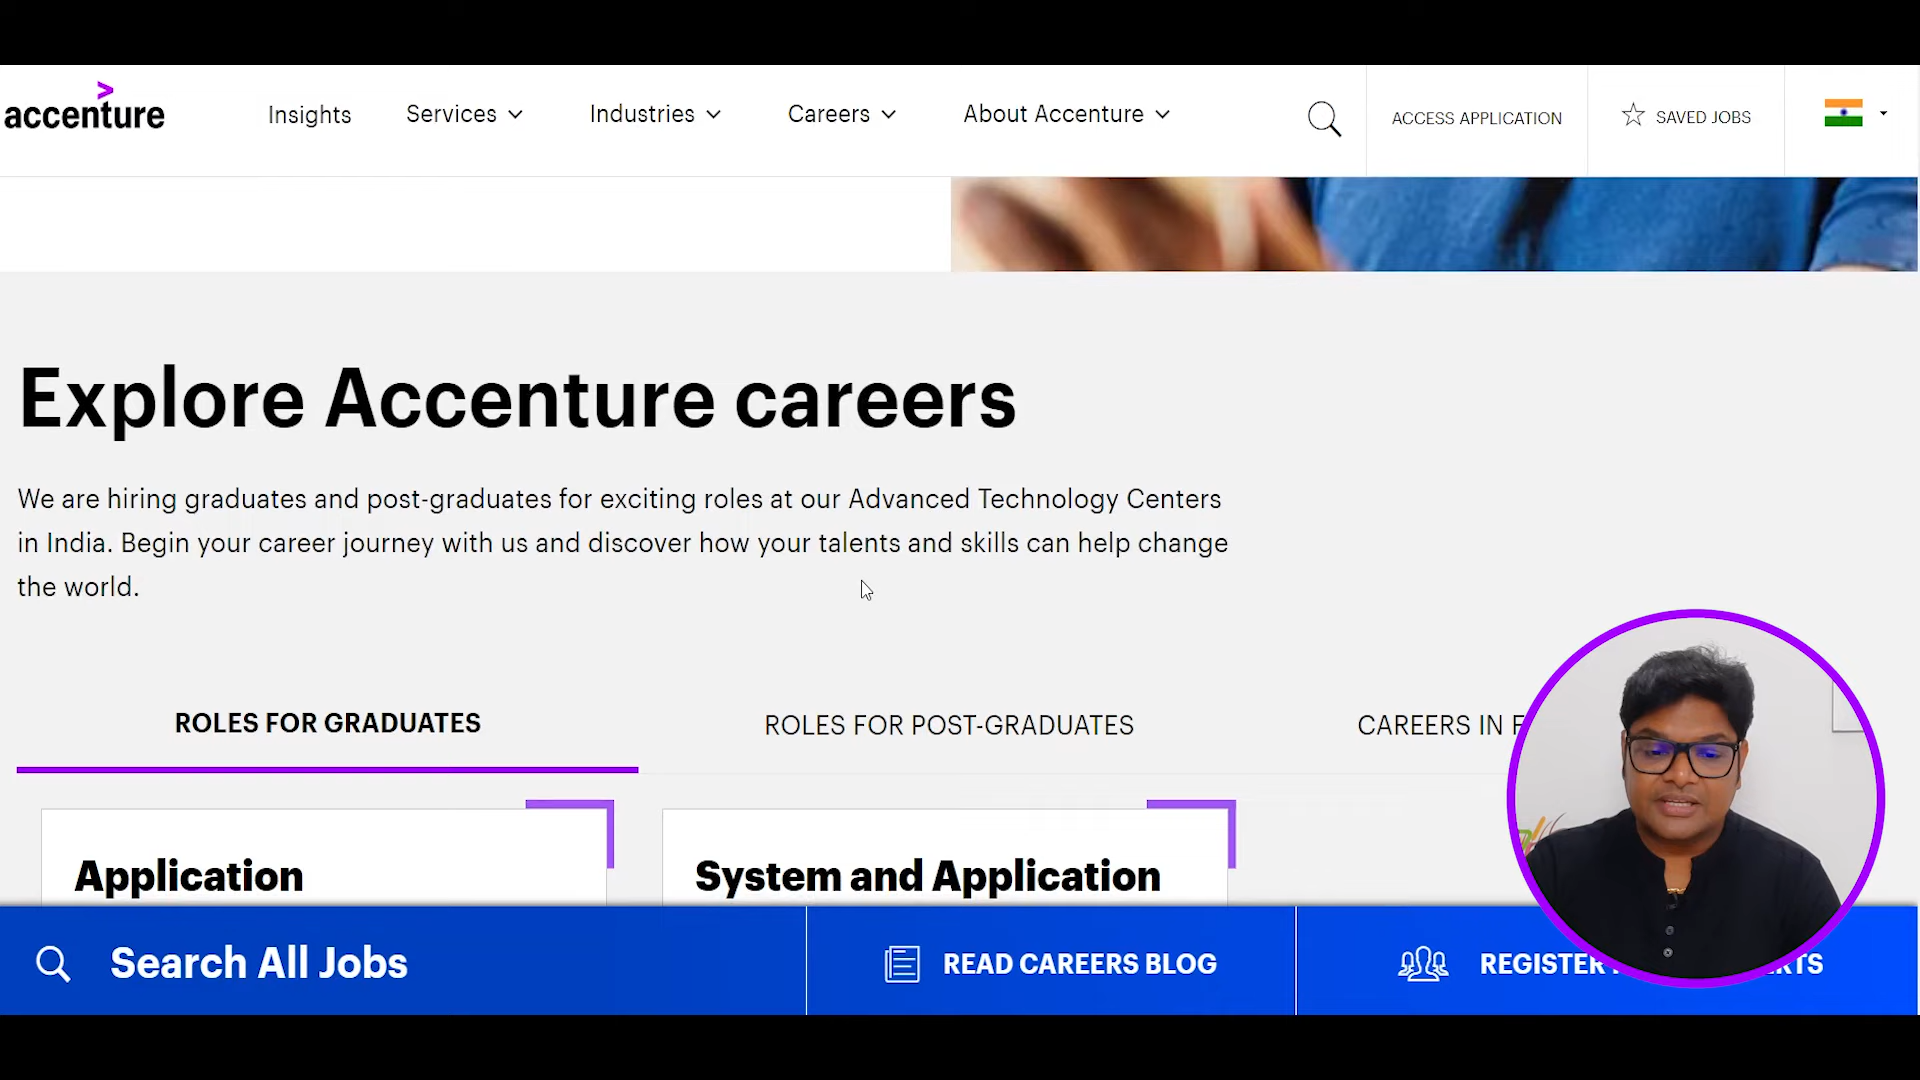 accenture
Insights
Services
Industries
Careers
About Accenture
ACCESS APPLICATION
SAVED JOBS
Explore Accenture careers
We are hiring graduates and post-graduates for exciting roles at our Advanced Technology Centers
in India. Begin your career journey with us and discover how your talents and skills can help change
the world.
ROLES FOR GRADUATES
ROLES FOR POST-GRADUATES
CAREERS IN
Application
System and Application
Search All Jobs
READ CAREERS BLOG
REGISTER